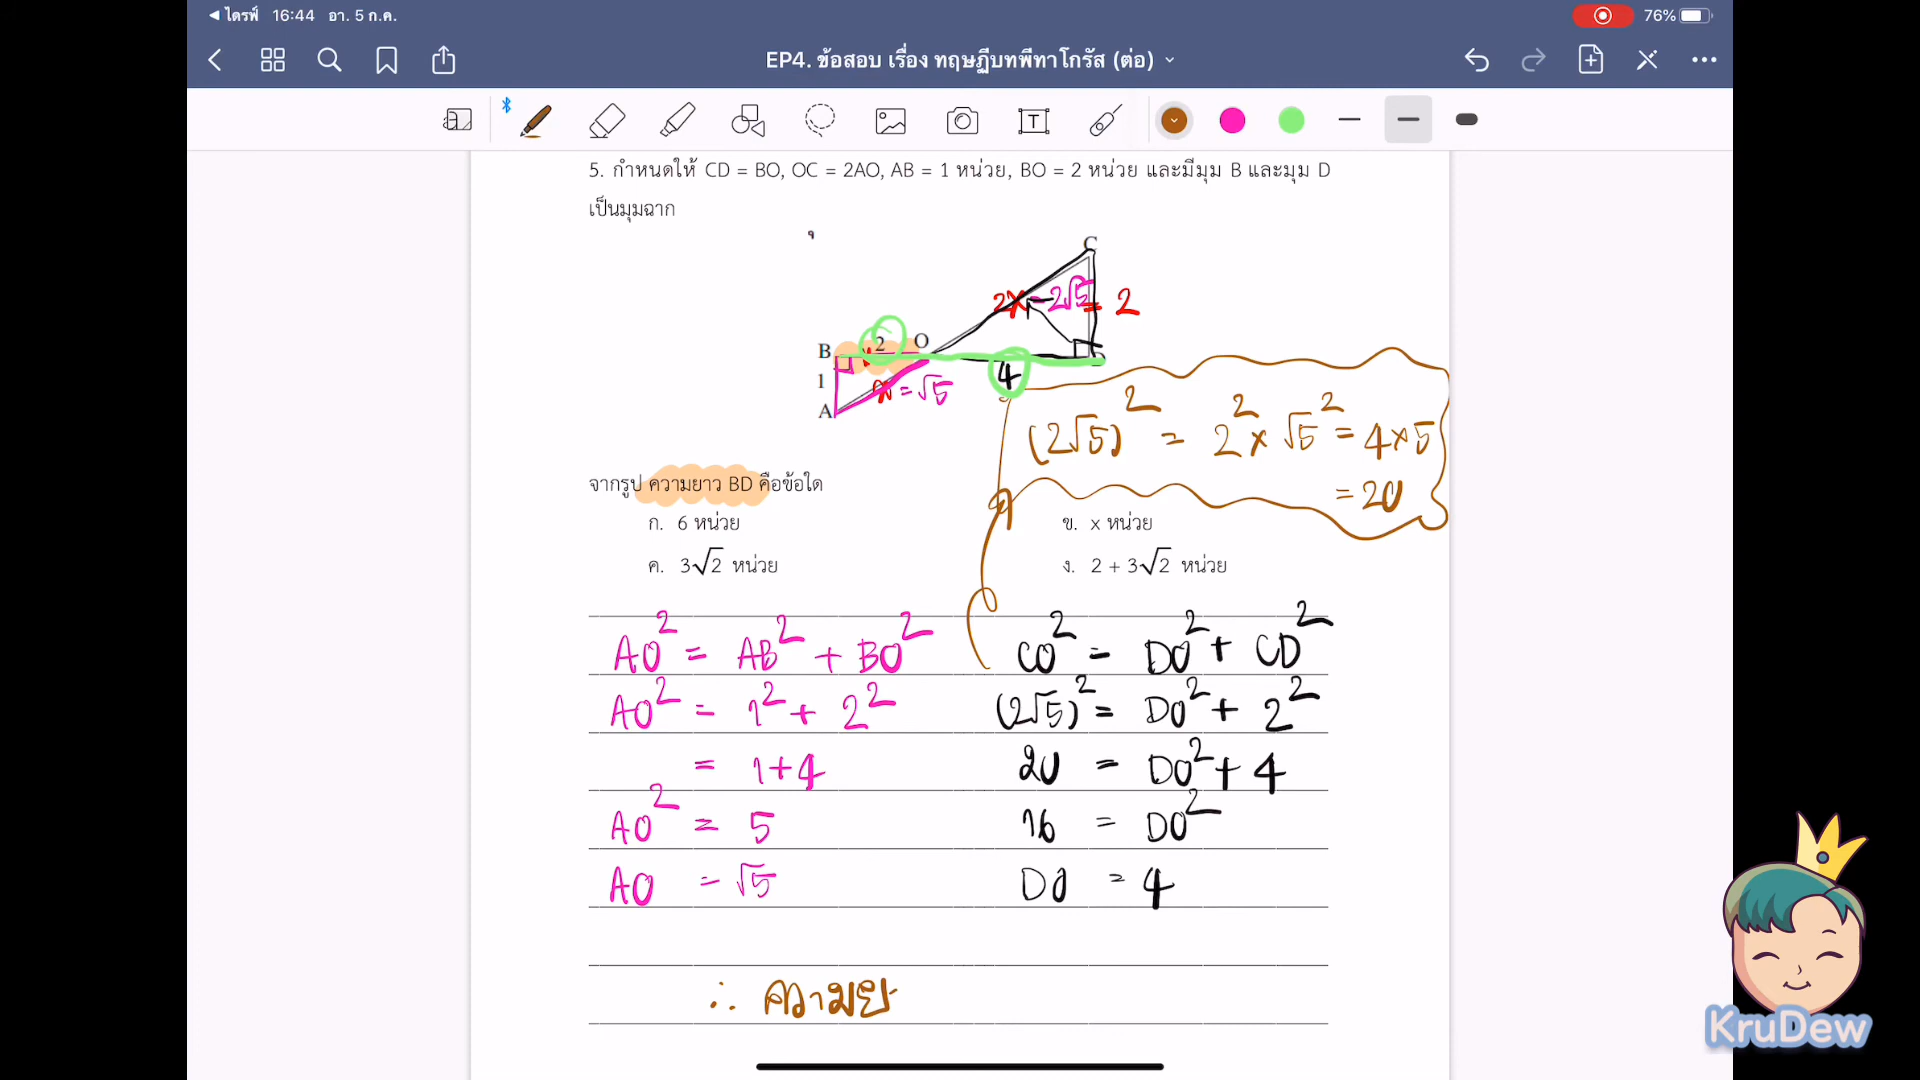 ไดรฟ์ 16:44 อา. 5 ก.ค. 76%
EP4. ข้อสอบ เรื่อง ทฤษฎีบทพีทาโกรัส (ต่อ)
5. กำหนดให้ CD = BO, OC = 2AO, AB = 1 หน่วย, BO = 2 หน่วย และมีมุม B และมุม D
เป็นมุมฉาก
C
2x = 2√5 = 2
B 2 O
1 4
A x = √5
(2√5)² = 2² × √5² = 4×5
= 20
จากรูป ความยาว BD คือข้อใด
ก. 6 หน่วย ข. x หน่วย
ค. 3√2 หน่วย ง. 2 + 3√2 หน่วย
AO² = AB² + BO² CO² = DO² + CD²
AO² = 1² + 2² (2√5)² = DO² + 2²
= 1+4 20 = DO² + 4
AO² = 5 16 = DO²
AO = √5 DO = 4
∴ ความย
KruDew